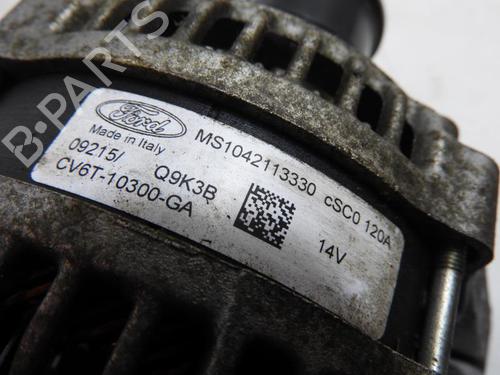 B-PARTS
Ford
Made in Italy
MS1042113330 cSC0 120A
09215/ Q9K3B
CV6T-10300-GA
14V